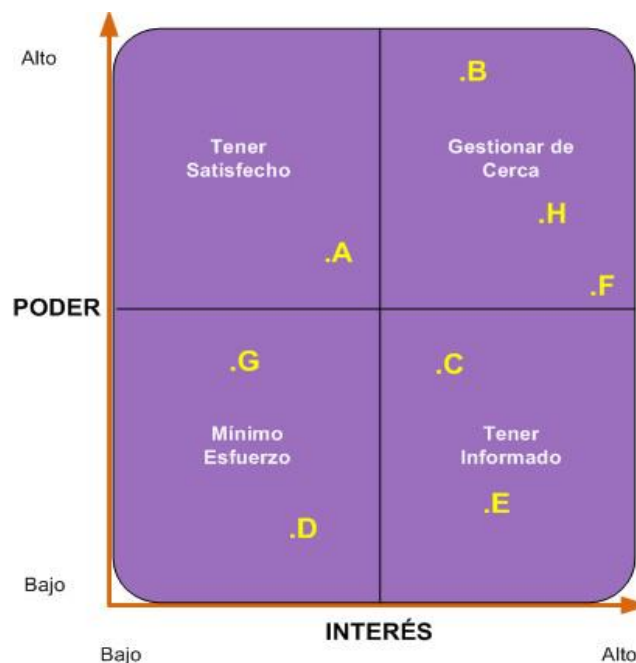 Alto
.B
Tener
Satisfecho
Gestionar de
Cerca
.H
.A
.F
PODER
.G
.C
Mínimo
Esfuerzo
Tener
Informado
.E
.D
Bajo
INTERÉS
Bajo
Alto